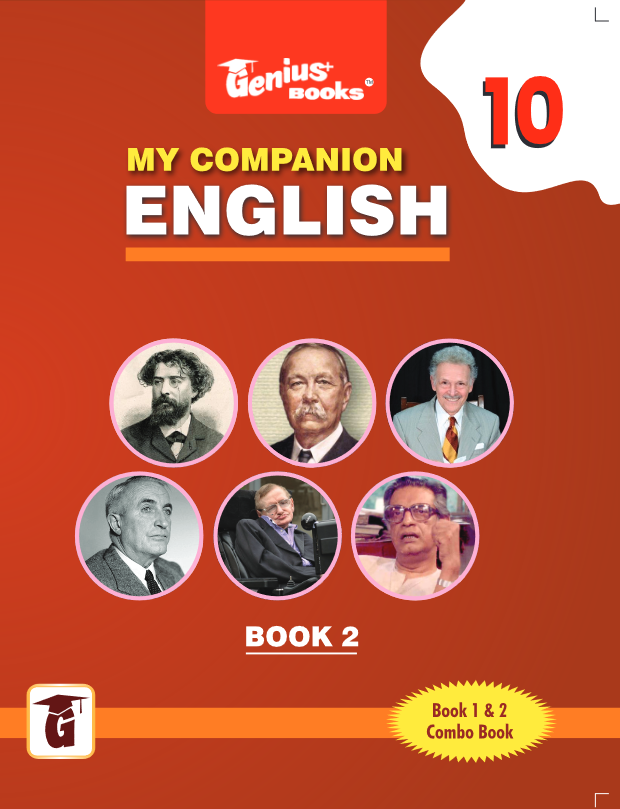 Genius+
BOOKS
TM
10
MY COMPANION
ENGLISH
BOOK 2
G
Book 1 & 2
Combo Book